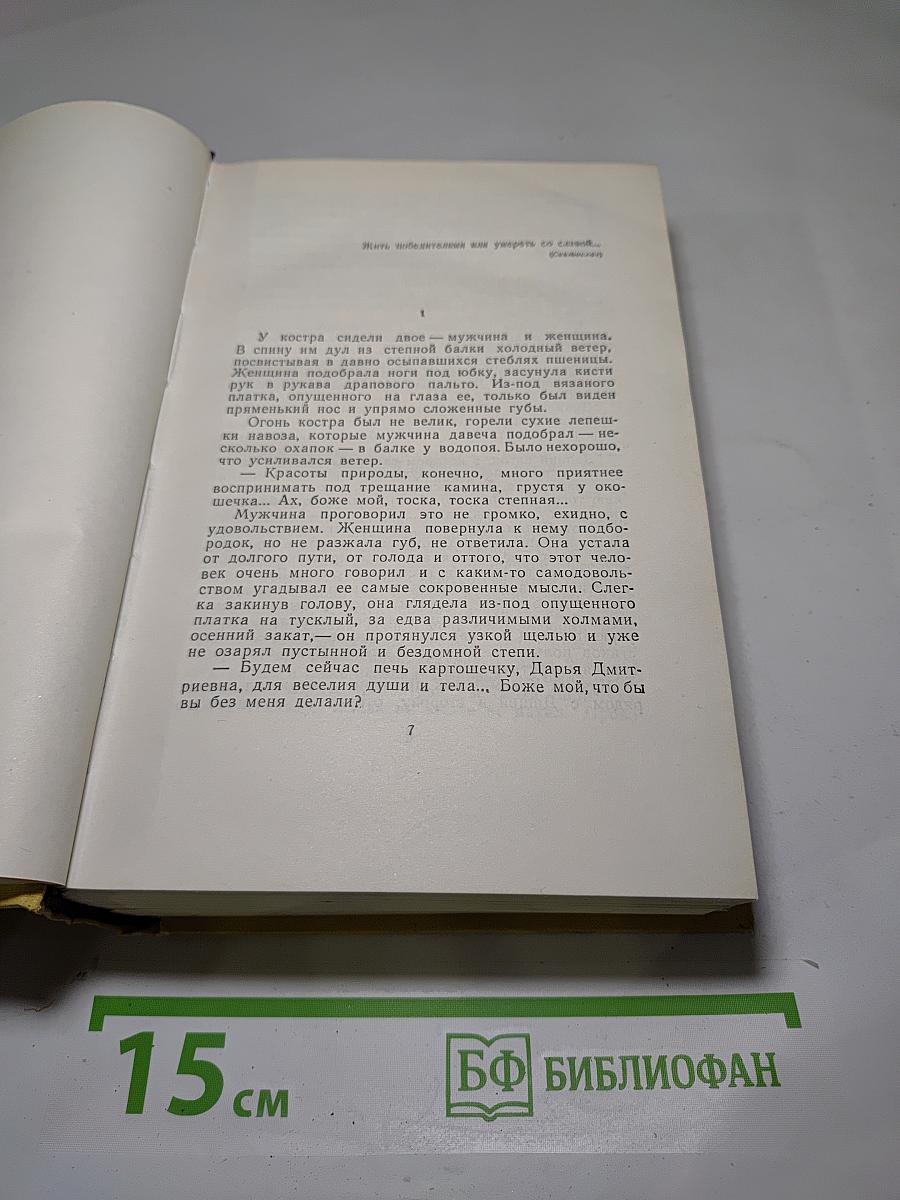 Жить победителями или умереть со славой...
(Святослав)
1
У костра сидели двое — мужчина и женщина.
В спину им дул из степной балки холодный ветер,
посвистывая в давно осыпавшихся стеблях пшеницы.
Женщина подобрала ноги под юбку, засунула кисти
рук в рукава драпового пальто. Из-под вязаного
платка, опущенного на глаза ее, только был виден
пряменький нос и упрямо сложенные губы.
Огонь костра был не велик, горели сухие лепеш-
ки навоза, которые мужчина давеча подобрал — не-
сколько охапок — в балке у водопоя. Было нехорошо,
что усиливался ветер.
— Красоты природы, конечно, много приятнее
воспринимать под трещание камина, грустя у око-
шечка... Ах, боже мой, тоска, тоска степная...
Мужчина проговорил это не громко, ехидно, с
удовольствием. Женщина повернула к нему подбо-
родок, но не разжала губ, не ответила. Она устала
от долгого пути, от голода и оттого, что этот чело-
век очень много говорил и с каким-то самодоволь-
ством угадывал ее самые сокровенные мысли. Слег-
ка закинув голову, она глядела из-под опущенного
платка на тусклый, за едва различимыми холмами,
осенний закат,— он протянулся узкой щелью и уже
не озарял пустынной и бездомной степи.
— Будем сейчас печь картошечку, Дарья Дмит-
риевна, для веселия души и тела... Боже мой, что бы
вы без меня делали?
7
15 см
БФ БИБЛИОФАН